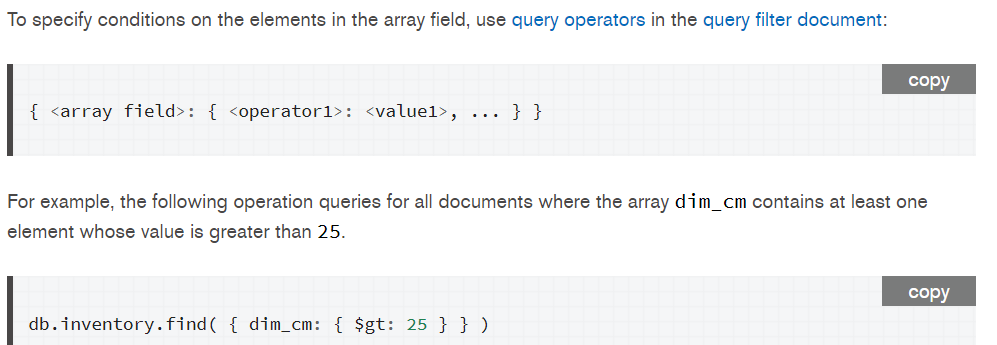 To specify conditions on the elements in the array field, use query operators in the query filter document:
copy
{ <array field>: { <operator1>: <value1>, ... } }
For example, the following operation queries for all documents where the array dim_cm contains at least one
element whose value is greater than 25.
copy
db.inventory.find( { dim_cm: { $gt: 25 } } )